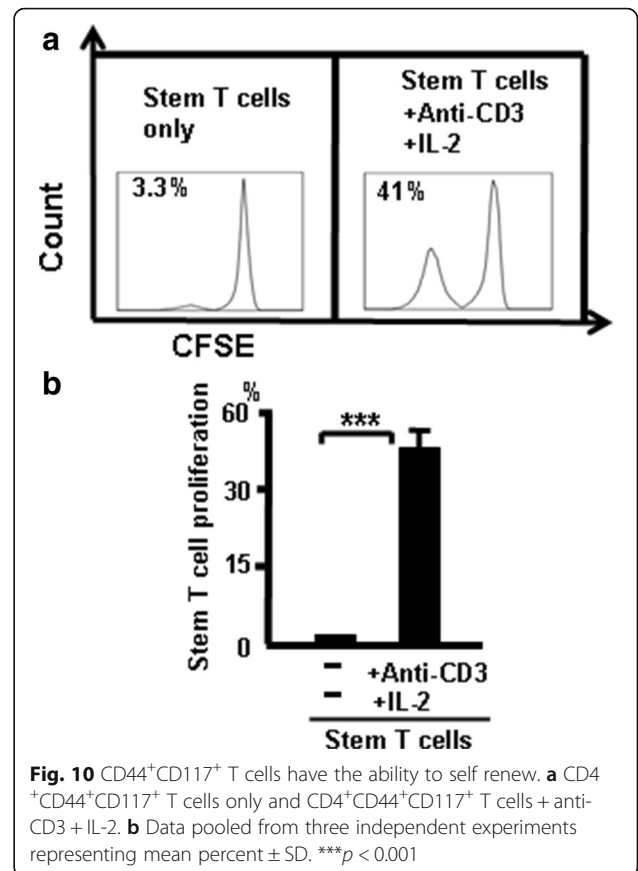 a
Stem T cells
only
Stem T cells
+Anti-CD3
+IL-2
3.3%
41%
Count
CFSE
b
%
60
30
15
0
Stem T cell proliferation
***
- +Anti-CD3
- +IL-2
Stem T cells
Fig. 10 CD44⁺CD117⁺ T cells have the ability to self renew. a CD4
⁺CD44⁺CD117⁺ T cells only and CD4⁺CD44⁺CD117⁺ T cells + anti-
CD3 + IL-2. b Data pooled from three independent experiments
representing mean percent ± SD. ***p < 0.001